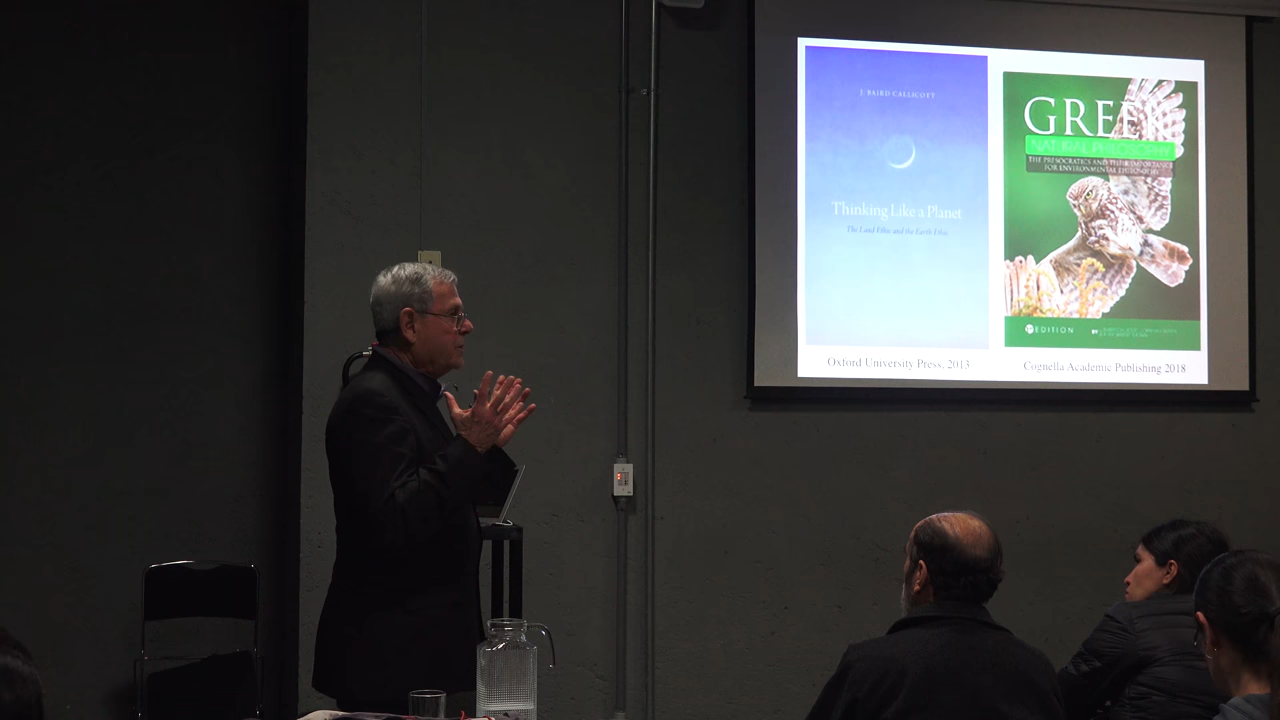 J. BAIRD CALLICOTT
Thinking Like a Planet
The Land Ethic and the Earth Ethic
Oxford University Press, 2013
GREEK
NATURAL PHILOSOPHY
THE PRESOCRATICS AND THEIR IMPORTANCE
FOR ENVIRONMENTAL PHILOSOPHY
EDITION
BY
Cognella Academic Publishing 2018